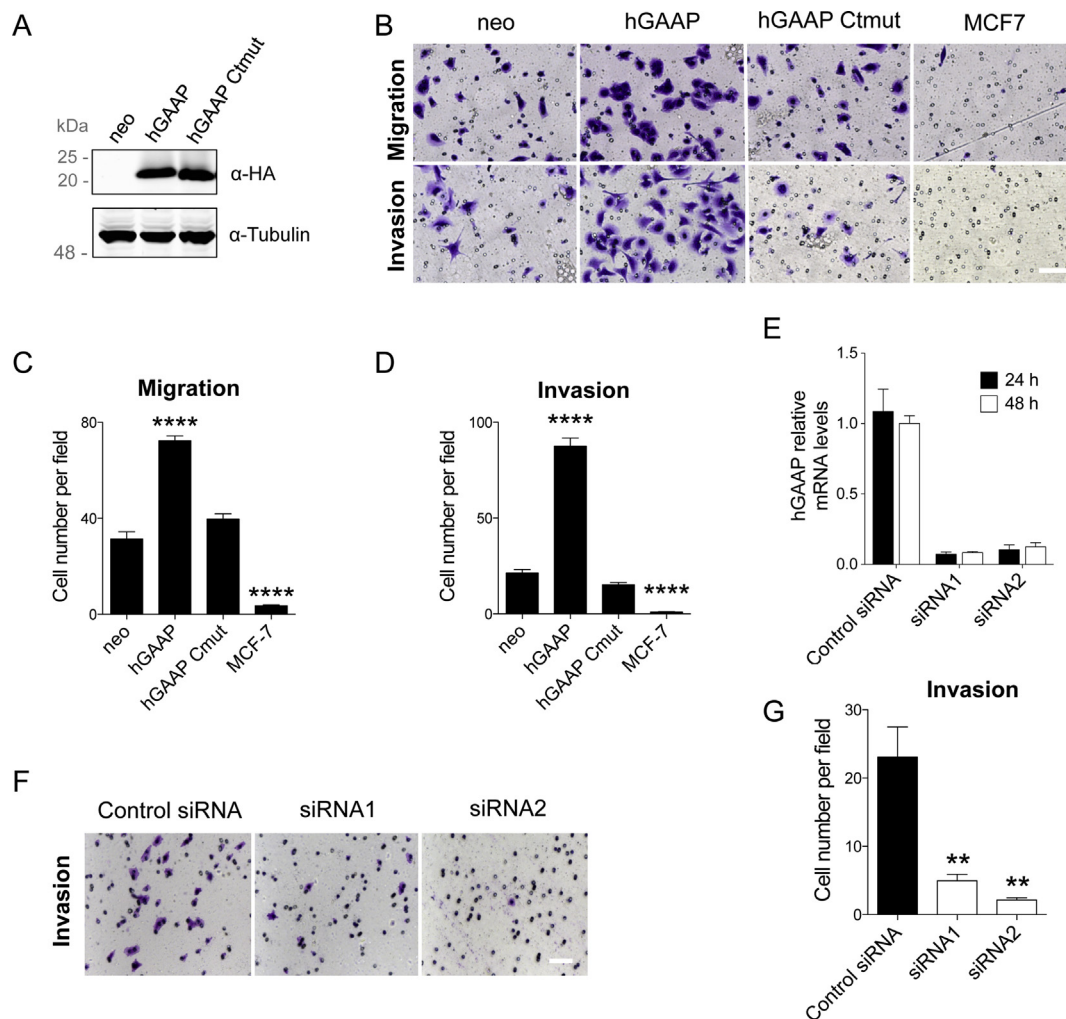 A
neo
hGAAP
hGAAP Ctmut
kDa
25 -
20 -
α-HA
48 -
α-Tubulin
B
neo
hGAAP
hGAAP Ctmut
MCF7
Migration
Invasion
C
Migration
Cell number per field
80
40
0
****
****
neo
hGAAP
hGAAP Cmut
MCF-7
D
Invasion
Cell number per field
100
50
0
****
****
neo
hGAAP
hGAAP Cmut
MCF-7
E
hGAAP relative
mRNA levels
1.5
1.0
0.5
0.0
24 h
48 h
Control siRNA
siRNA1
siRNA2
F
Control siRNA
siRNA1
siRNA2
Invasion
G
Invasion
Cell number per field
30
20
10
0
**
**
Control siRNA
siRNA1
siRNA2